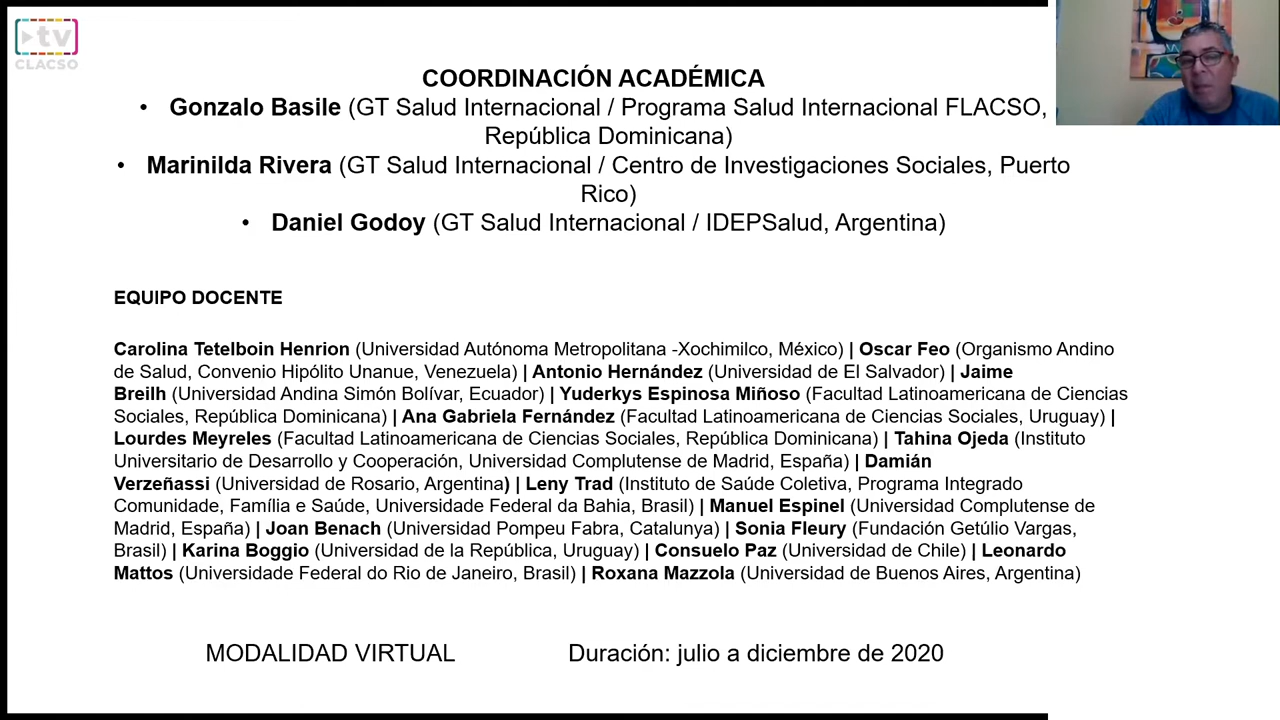 tv
CLACSO
COORDINACIÓN ACADÉMICA
• Gonzalo Basile (GT Salud Internacional / Programa Salud Internacional FLACSO,
República Dominicana)
• Marinilda Rivera (GT Salud Internacional / Centro de Investigaciones Sociales, Puerto
Rico)
• Daniel Godoy (GT Salud Internacional / IDEPSalud, Argentina)
EQUIPO DOCENTE
Carolina Tetelboin Henrion (Universidad Autónoma Metropolitana -Xochimilco, México) | Oscar Feo (Organismo Andino
de Salud, Convenio Hipólito Unanue, Venezuela) | Antonio Hernández (Universidad de El Salvador) | Jaime
Breilh (Universidad Andina Simón Bolívar, Ecuador) | Yuderkys Espinosa Miñoso (Facultad Latinoamericana de Ciencias
Sociales, República Dominicana) | Ana Gabriela Fernández (Facultad Latinoamericana de Ciencias Sociales, Uruguay) |
Lourdes Meyreles (Facultad Latinoamericana de Ciencias Sociales, República Dominicana) | Tahina Ojeda (Instituto
Universitario de Desarrollo y Cooperación, Universidad Complutense de Madrid, España) | Damián
Verzeñassi (Universidad de Rosario, Argentina) | Leny Trad (Instituto de Saúde Coletiva, Programa Integrado
Comunidade, Família e Saúde, Universidade Federal da Bahia, Brasil) | Manuel Espinel (Universidad Complutense de
Madrid, España) | Joan Benach (Universidad Pompeu Fabra, Catalunya) | Sonia Fleury (Fundación Getúlio Vargas,
Brasil) | Karina Boggio (Universidad de la República, Uruguay) | Consuelo Paz (Universidad de Chile) | Leonardo
Mattos (Universidade Federal do Rio de Janeiro, Brasil) | Roxana Mazzola (Universidad de Buenos Aires, Argentina)
MODALIDAD VIRTUAL Duración: julio a diciembre de 2020